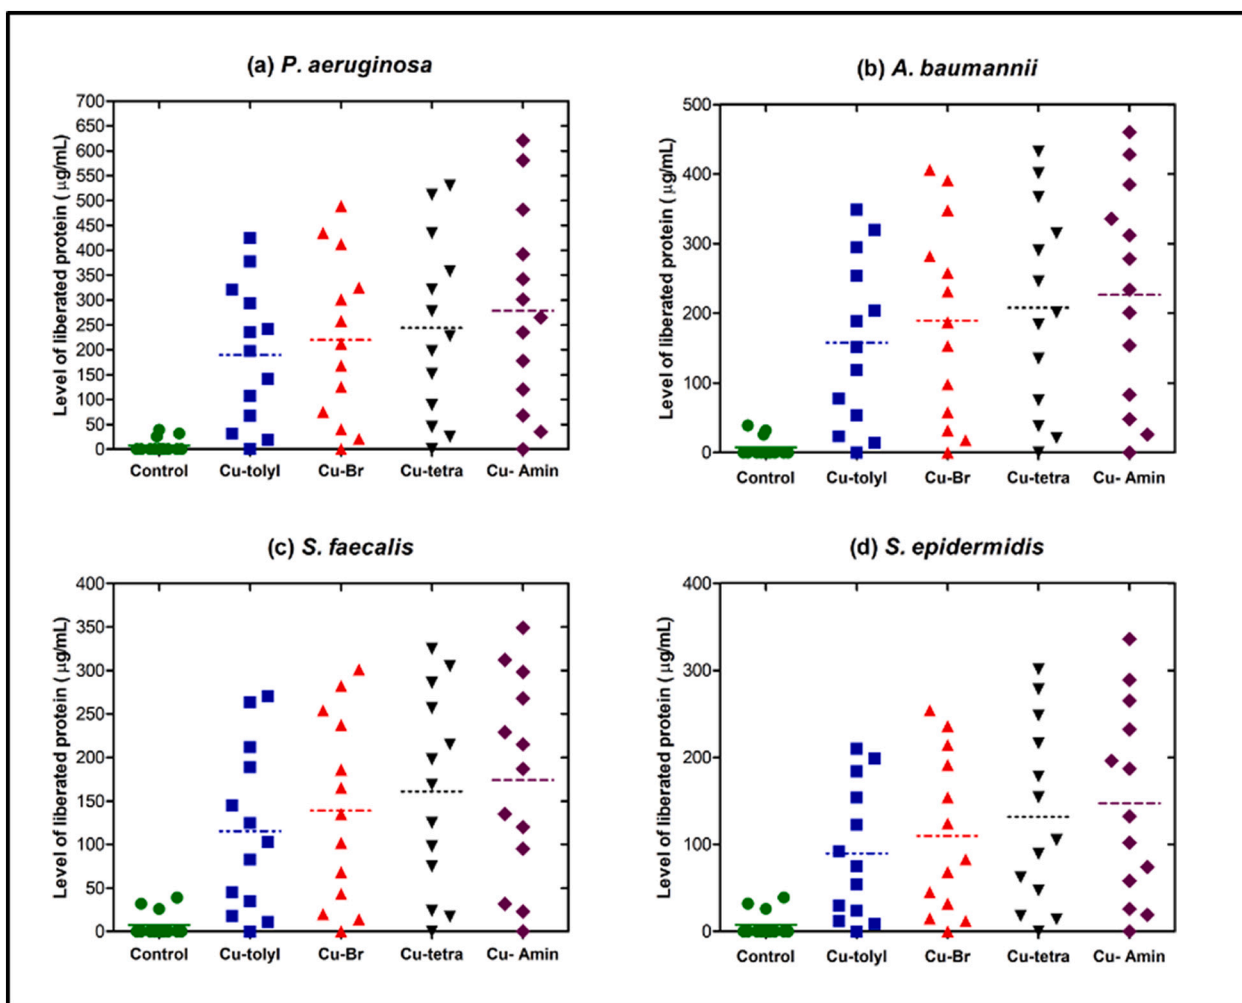 (a) P. aeruginosa
Level of liberated protein ( µg/mL)
700
650
600
550
500
450
400
350
300
250
200
150
100
50
0
Control Cu-tolyl Cu-Br Cu-tetra Cu- Amin
(b) A. baumannii
Level of liberated protein ( µg/mL)
500
400
300
200
100
0
Control Cu-tolyl Cu-Br Cu-tetra Cu- Amin
(c) S. faecalis
Level of liberated protein ( µg/mL)
400
350
300
250
200
150
100
50
0
Control Cu-tolyl Cu-Br Cu-tetra Cu- Amin
(d) S. epidermidis
Level of liberated protein ( µg/mL)
400
300
200
100
0
Control Cu-tolyl Cu-Br Cu-tetra Cu- Amin